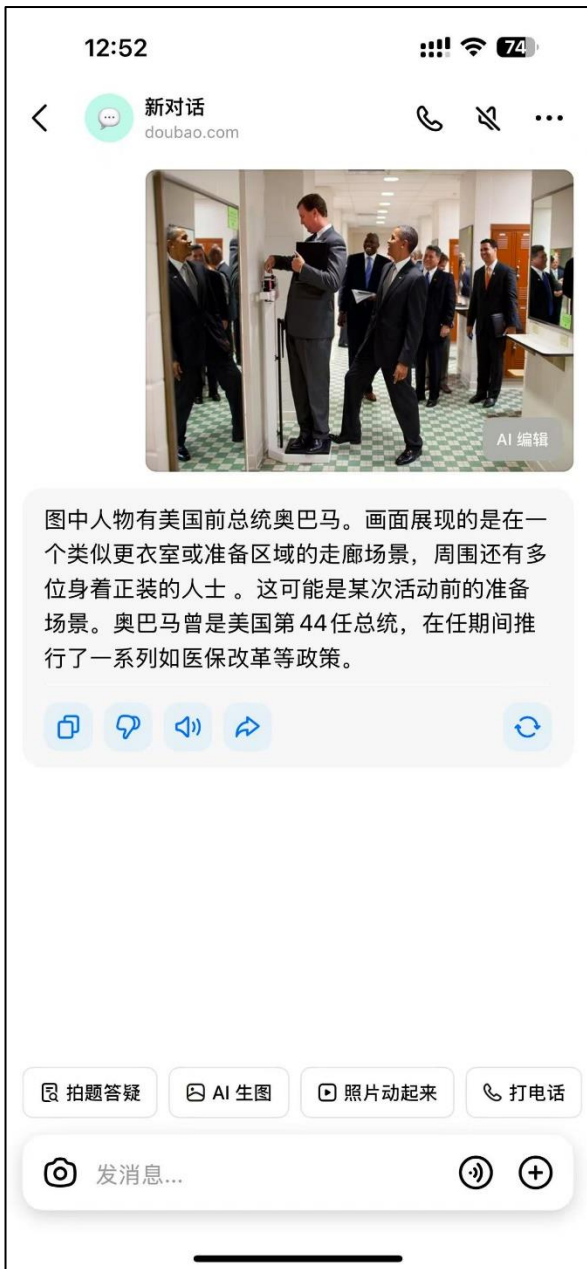 12:52
74
新对话
doubao.com
AI 编辑
图中人物有美国前总统奥巴马。画面展现的是在一
个类似更衣室或准备区域的走廊场景，周围还有多
位身着正装的人士 。这可能是某次活动前的准备
场景。奥巴马曾是美国第 44 任总统，在任期间推
行了一系列如医保改革等政策。
拍题答疑
AI 生图
照片动起来
打电话
发消息...